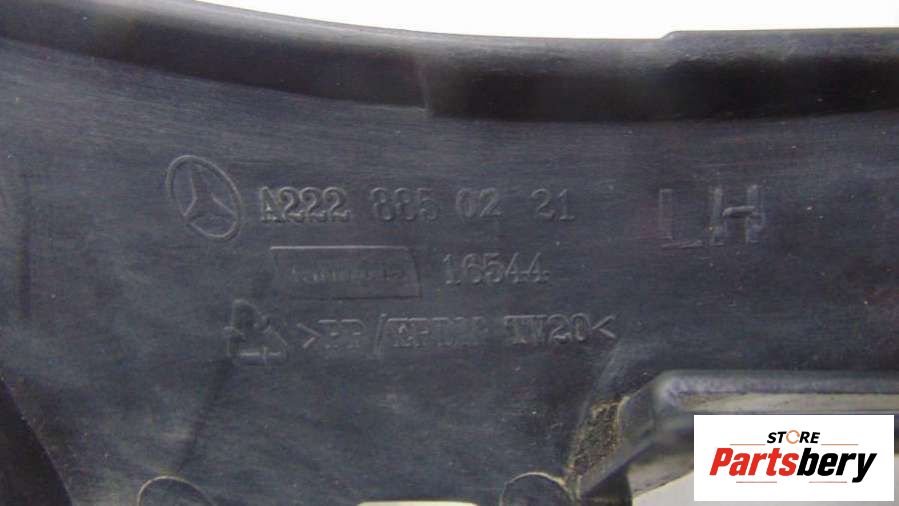 A222 885 02 21
LH
16544
>PP/EPDM TV20<
STORE
Partsbery